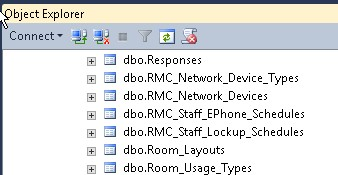 Object Explorer
Connect
dbo.Responses
dbo.RMC_Network_Device_Types
dbo.RMC_Network_Devices
dbo.RMC_Staff_EPhone_Schedules
dbo.RMC_Staff_Lockup_Schedules
dbo.Room_Layouts
dbo.Room_Usage_Types